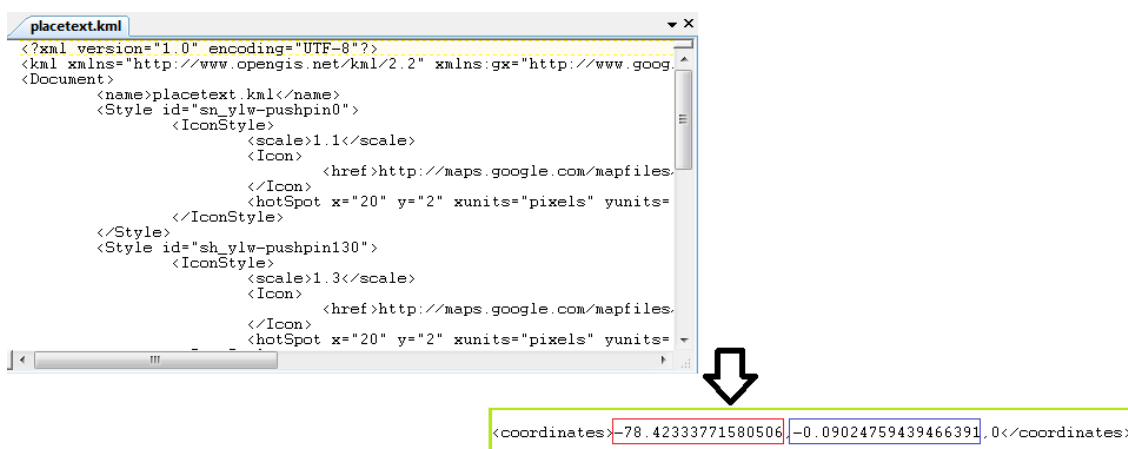 placetext.kml
<?xml version="1.0" encoding="UTF-8"?>
<kml xmlns="http://www.opengis.net/kml/2.2" xmlns:gx="http://www.goog
<Document>
<name>placetext.kml</name>
<Style id="sn_ylw-pushpin0">
<IconStyle>
<scale>1.1</scale>
<Icon>
<href>http://maps.google.com/mapfiles/
</Icon>
<hotSpot x="20" y="2" xunits="pixels" yunits=
</IconStyle>
</Style>
<Style id="sh_ylw-pushpin130">
<IconStyle>
<scale>1.3</scale>
<Icon>
<href>http://maps.google.com/mapfiles/
</Icon>
<hotSpot x="20" y="2" xunits="pixels" yunits=
<coordinates>-78.42333771580506,-0.09024759439466391,0</coordinates>